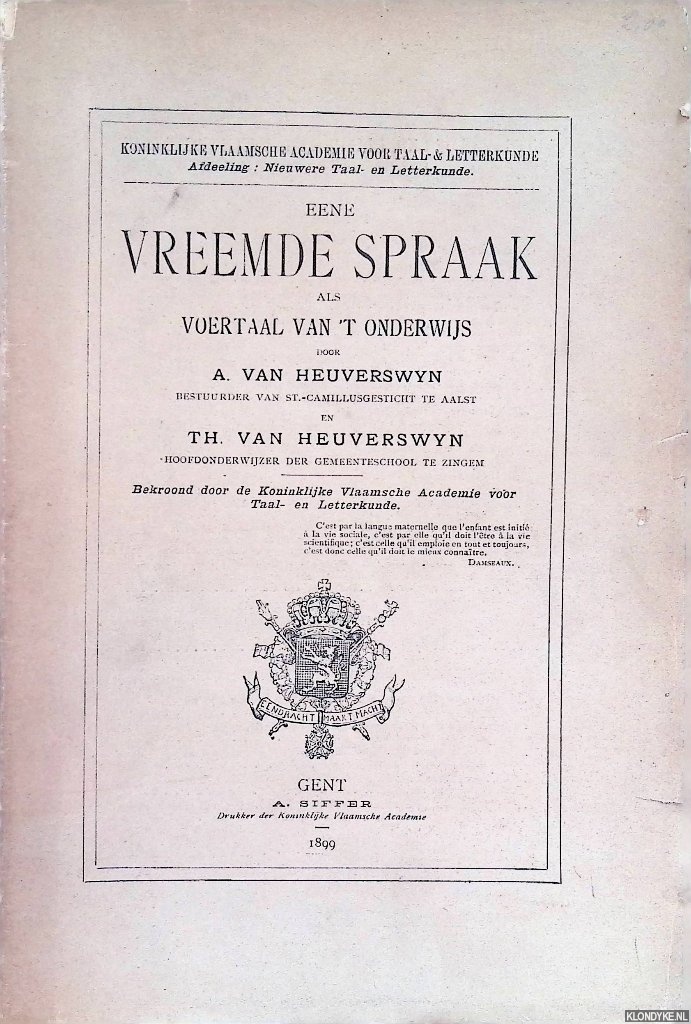 KONINKLIJKE VLAAMSCHE ACADEMIE VOOR TAAL- & LETTERKUNDE
Afdeeling : Nieuwere Taal- en Letterkunde.
EENE
VREEMDE SPRAAK
ALS
VOERTAAL VAN 'T ONDERWIJS
DOOR
A. VAN HEUVERSWYN
BESTUURDER VAN ST.-CAMILLUSGESTICHT TE AALST
EN
TH. VAN HEUVERSWYN
HOOFDONDERWIJZER DER GEMEENTESCHOOL TE ZINGEM
Bekroond door de Koninklijke Vlaamsche Academie voor
Taal- en Letterkunde.
C'est par la langue maternelle que l'enfant est initié
à la vie sociale, c'est par elle qu'il doit l'être à la vie
scientifique; c'est celle qu'il emploie en tout et toujours,
c'est donc celle qu'il doit le mieux connaître.
DAMSEAUX.
EENDRACHT MAAKT MACHT
GENT
A. SIFFER
Drukker der Koninklijke Vlaamsche Academie
1899
KLONDYKE.NL